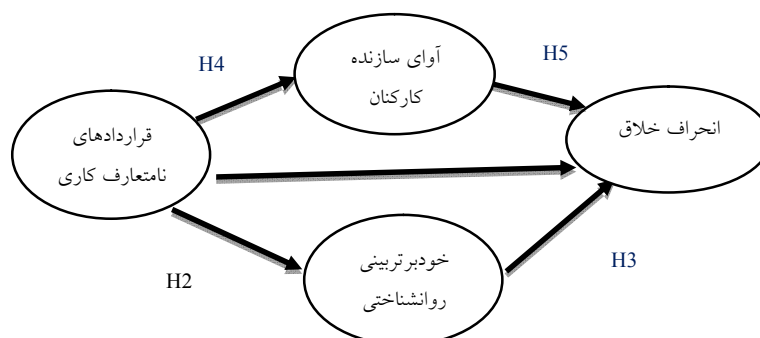 H4
آوای سازنده
کارکنان
H5
قراردادهای
نامتعارف کاری
انحراف خلاق
خودبرتربینی
روانشناختی
H2
H3